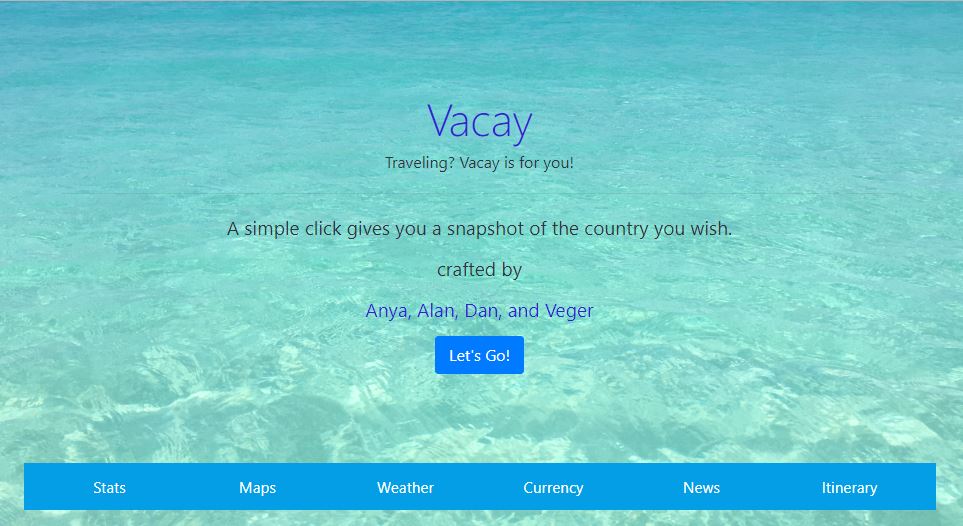 Vacay
Traveling? Vacay is for you!
A simple click gives you a snapshot of the country you wish.
crafted by
Anya, Alan, Dan, and Veger
Let's Go!
Stats Maps Weather Currency News Itinerary